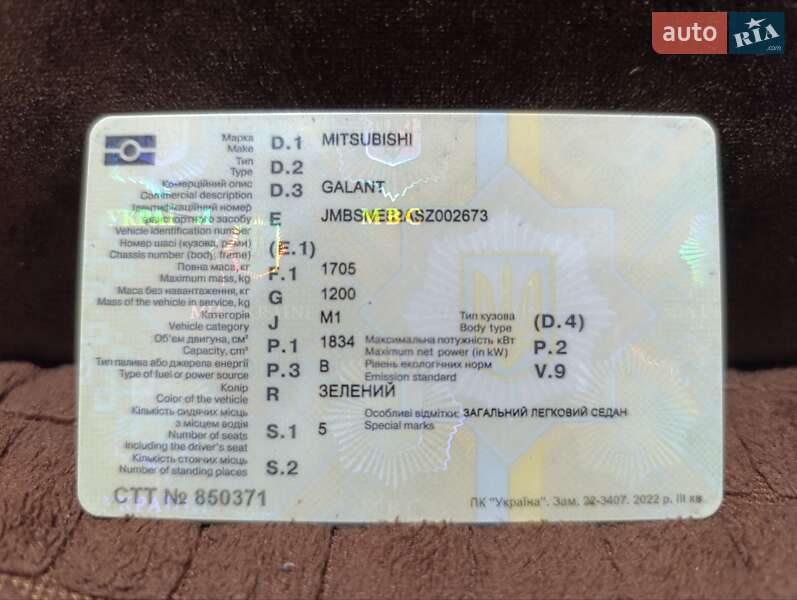 auto RIA .com
Марка D.1 MITSUBISHI
Make
Тип D.2
Type
Комерційний опис D.3 GALANT
Commercial description
Ідентифікаційний номер
транспортного засобу E
Vehicle identification number
Номер шасі (кузова, рами) (E.1)
Chassis number (body, frame)
Повна маса, кг F.1 1705
Maximum mass, kg
Маса без навантаження, кг G 1200
Mass of the vehicle in service, kg
Категорія J M1 Тип кузова (D.4)
Vehicle category Body type
Об'єм двигуна, см³ P.1 1834 Максимальна потужність кВт P.2
Capacity, cm³ Maximum net power (in kW)
Тип палива або джерела енергії P.3 B Рівень екологічних норм V.9
Type of fuel or power source Emission standard
Колір R ЗЕЛЕНИЙ
Color of the vehicle
Кількість сидячих місць Особливі відмітки: ЗАГАЛЬНИЙ ЛЕГКОВИЙ СЕДАН
з місцем водія S.1 5 Special marks
Number of seats
including the driver's seat
Кількість стоячих місць S.2
Number of standing places
СТТ № 850371
ПК "Україна". Зам. 22-3407. 2022 р. III кв.